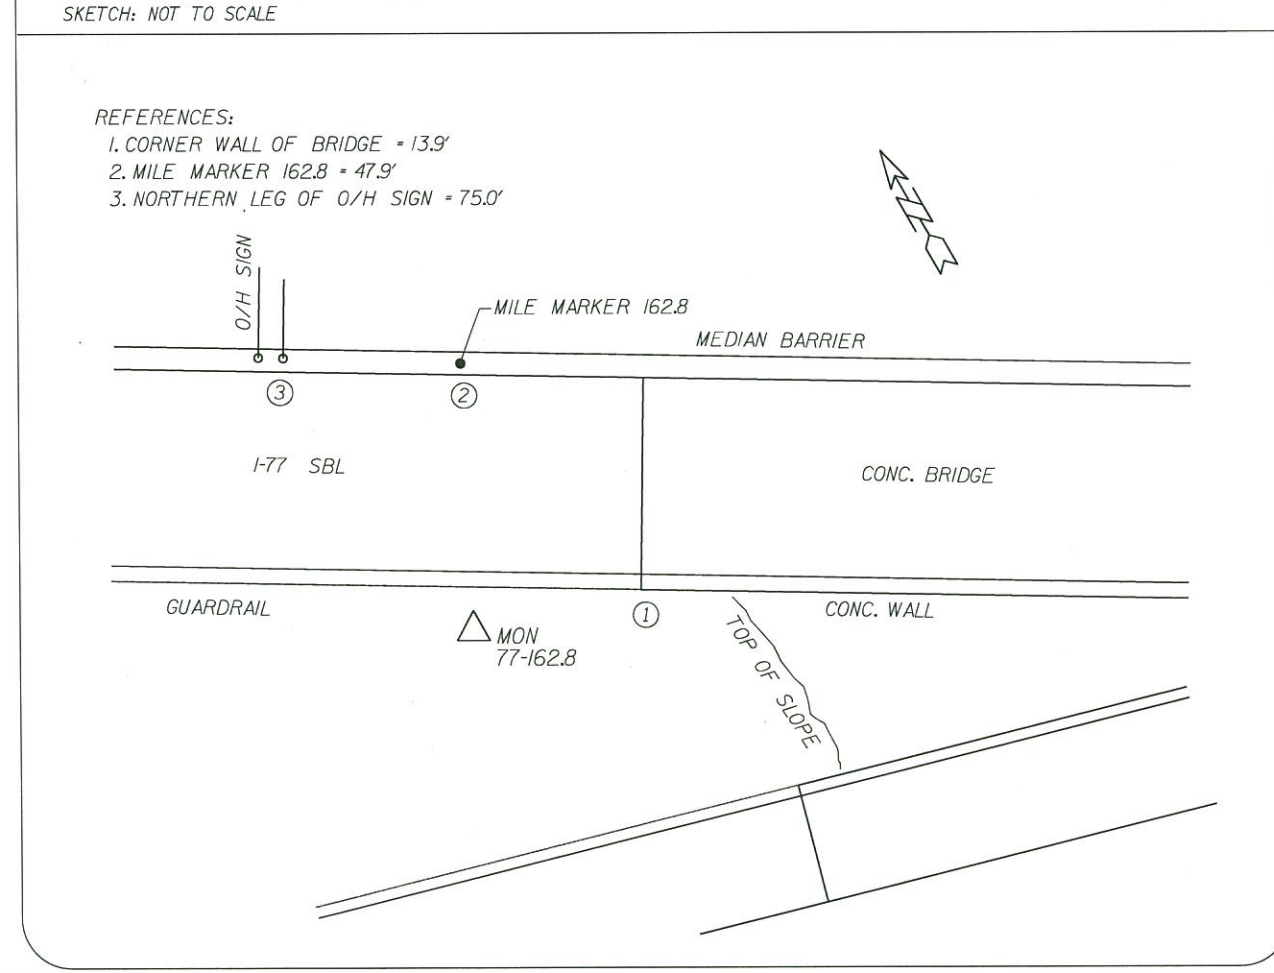 SKETCH: NOT TO SCALE
REFERENCES:
1. CORNER WALL OF BRIDGE = 13.9'
2. MILE MARKER 162.8 = 47.9'
3. NORTHERN LEG OF O/H SIGN = 75.0'
O/H SIGN
MILE MARKER 162.8
MEDIAN BARRIER
3
2
I-77 SBL
CONC. BRIDGE
GUARDRAIL
1
CONC. WALL
MON
77-162.8
TOP OF SLOPE